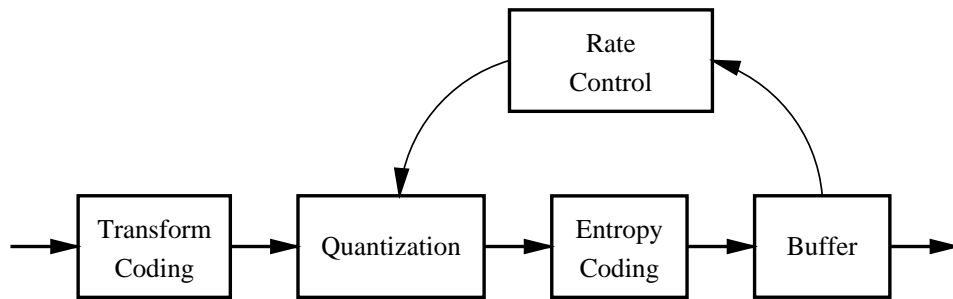 Rate
Control
Transform
Coding
Quantization
Entropy
Coding
Buffer